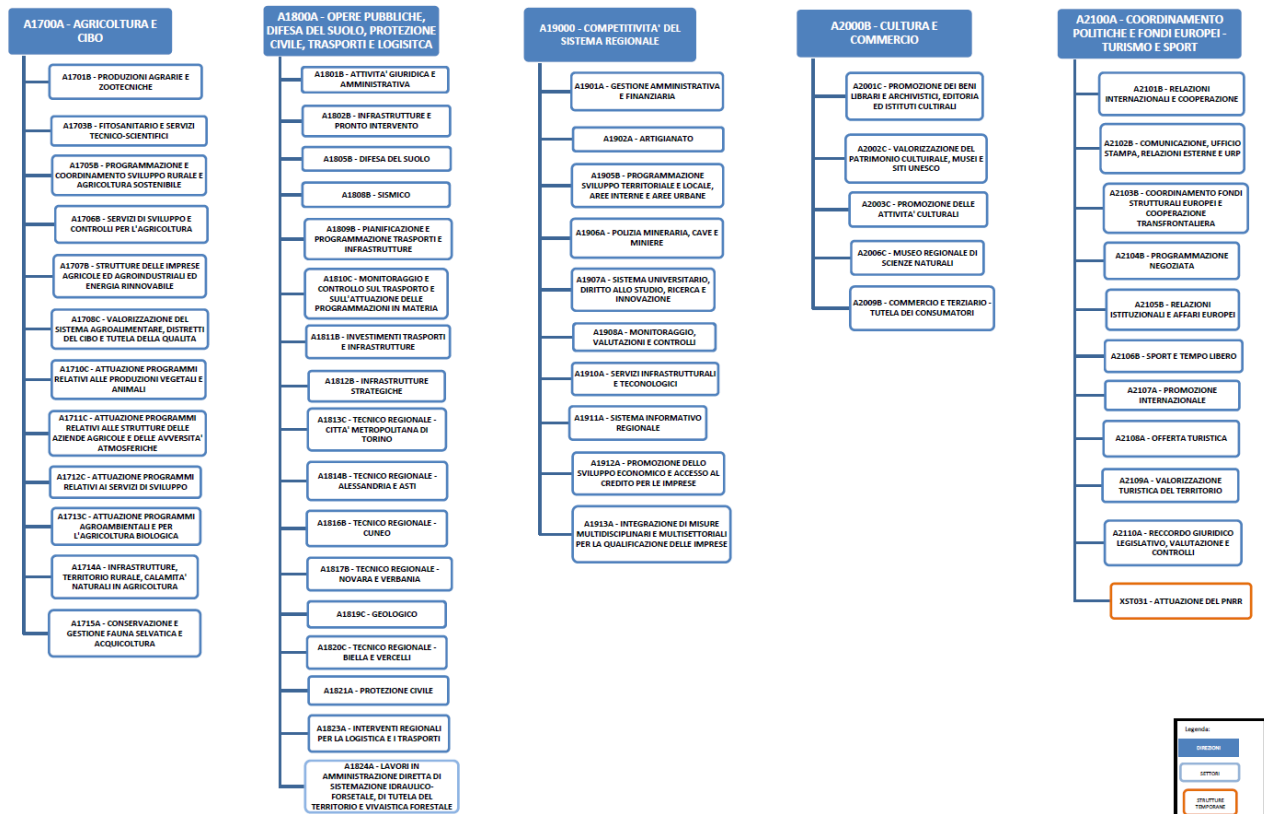 A1700A - AGRICOLTURA E
CIBO
A1701B - PRODUZIONI AGRARIE E
ZOOTECNICHE
A1703B - FITOSANITARIO E SERVIZI
TECNICO-SCIENTIFICI
A1705B - PROGRAMMAZIONE E
COORDINAMENTO SVILUPPO RURALE E
AGRICOLTURA SOSTENIBILE
A1706B - SERVIZI DI SVILUPPO E
CONTROLLI PER L'AGRICOLTURA
A1707B - STRUTTURE DELLE IMPRESE
AGRICOLE ED AGROINDUSTRIALI ED
ENERGIA RINNOVABILE
A1708C - VALORIZZAZIONE DEL
SISTEMA AGROALIMENTARE, DISTRETTI
DEL CIBO E TUTELA DELLA QUALITA
A1710C - ATTUAZIONE PROGRAMMI
RELATIVI ALLE PRODUZIONI VEGETALI E
ANIMALI
A1711C - ATTUAZIONE PROGRAMMI
RELATIVI ALLE STRUTTURE DELLE
AZIENDE AGRICOLE E DELLE AVVERSITA'
ATMOSFERICHE
A1712C - ATTUAZIONE PROGRAMMI
RELATIVI AI SERVIZI DI SVILUPPO
A1713C - ATTUAZIONE PROGRAMMI
AGROAMBIENTALI E PER
L'AGRICOLTURA BIOLOGICA
A1714A - INFRASTRUTTURE,
TERRITORIO RURALE, CALAMITA'
NATURALI IN AGRICOLTURA
A1715A - CONSERVAZIONE E
GESTIONE FAUNA SELVATICA E
ACQUICOLTURA
A1800A - OPERE PUBBLICHE,
DIFESA DEL SUOLO, PROTEZIONE
CIVILE, TRASPORTI E LOGISITCA
A1801B - ATTIVITA' GIURIDICA E
AMMINISTRATIVA
A1802B - INFRASTRUTTURE E
PRONTO INTERVENTO
A1805B - DIFESA DEL SUOLO
A1808B - SISMICO
A1809B - PIANIFICAZIONE E
PROGRAMMAZIONE TRASPORTI E
INFRASTRUTTURE
A1810C - MONITORAGGIO E
CONTROLLO SUL TRASPORTO E
SULL'ATTUAZIONE DELLE
PROGRAMMAZIONI IN MATERIA
A1811B - INVESTIMENTI TRASPORTI
E INFRASTRUTTURE
A1812B - INFRASTRUTTURE
STRATEGICHE
A1813C - TECNICO REGIONALE -
CITTA' METROPOLITANA DI
TORINO
A1814B - TECNICO REGIONALE -
ALESSANDRIA E ASTI
A1816B - TECNICO REGIONALE -
CUNEO
A1817B - TECNICO REGIONALE -
NOVARA E VERBANIA
A1819C - GEOLOGICO
A1820C - TECNICO REGIONALE -
BIELLA E VERCELLI
A1821A - PROTEZIONE CIVILE
A1823A - INTERVENTI REGIONALI
PER LA LOGISTICA E I TRASPORTI
A1824A - LAVORI IN
AMMINISTRAZIONE DIRETTA DI
SISTEMAZIONE IDRAULICO-
FORSETALE, DI TUTELA DEL
TERRITORIO E VIVAISTICA FORESTALE
A19000 - COMPETITIVITA' DEL
SISTEMA REGIONALE
A1901A - GESTIONE AMMINISTRATIVA
E FINANZIARIA
A1902A - ARTIGIANATO
A1905B - PROGRAMMAZIONE
SVILUPPO TERRITORIALE E LOCALE,
AREE INTERNE E AREE URBANE
A1906A - POLIZIA MINERARIA, CAVE E
MINIERE
A1907A - SISTEMA UNIVERSITARIO,
DIRITTO ALLO STUDIO, RICERCA E
INNOVAZIONE
A1908A - MONITORAGGIO,
VALUTAZIONI E CONTROLLI
A1910A - SERVIZI INFRASTRUTTURALI
E TECONOLOGICI
A1911A - SISTEMA INFORMATIVO
REGIONALE
A1912A - PROMOZIONE DELLO
SVILUPPO ECONOMICO E ACCESSO AL
CREDITO PER LE IMPRESE
A1913A - INTEGRAZIONE DI MISURE
MULTIDISCIPLINARI E MULTISETTORIALI
PER LA QUALIFICAZIONE DELLE IMPRESE
A2000B - CULTURA E
COMMERCIO
A2001C - PROMOZIONE DEI BENI
LIBRARI E ARCHIVISTICI, EDITORIA
ED ISTITUTI CULTIRALI
A2002C - VALORIZZAZIONE DEL
PATRIMONIO CULTUIRALE, MUSEI E
SITI UNESCO
A2003C - PROMOZIONE DELLE
ATTIVITA' CULTURALI
A2006C - MUSEO REGIONALE DI
SCIENZE NATURALI
A2009B - COMMERCIO E TERZIARIO -
TUTELA DEI CONSUMATORI
A2100A - COORDINAMENTO
POLITICHE E FONDI EUROPEI -
TURISMO E SPORT
A2101B - RELAZIONI
INTERNAZIONALI E COOPERAZIONE
A2102B - COMUNICAZIONE, UFFICIO
STAMPA, RELAZIONI ESTERNE E URP
A2103B - COORDINAMENTO FONDI
STRUTTURALI EUROPEI E
COOPERAZIONE
TRANSFRONTALIERA
A2104B - PROGRAMMAZIONE
NEGOZIATA
A2105B - RELAZIONI
ISTITUZIONALI E AFFARI EUROPEI
A2106B - SPORT E TEMPO LIBERO
A2107A - PROMOZIONE
INTERNAZIONALE
A2108A - OFFERTA TURISTICA
A2109A - VALORIZZAZIONE
TURISTICA DEL TERRITORIO
A2110A - RECCORDO GIURIDICO
LEGISLATIVO, VALUTAZIONE E
CONTROLLI
XST031 - ATTUAZIONE DEL PNRR
Legenda:
DIREZIONI
SETTORI
STRUTTURE
TEMPORANE